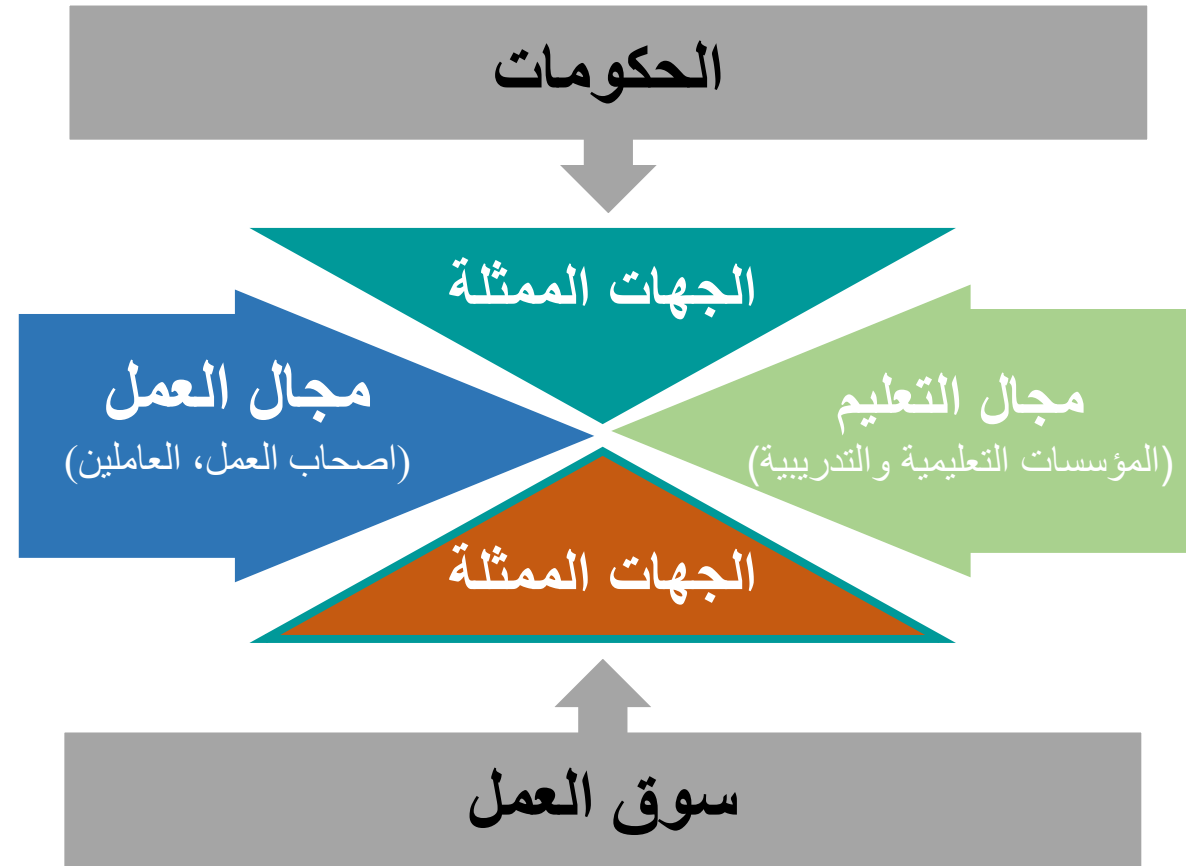 الحكومات
الجهات الممثلة
مجال التعليم
(المؤسسات التعليمية والتدريبية)
مجال العمل
(اصحاب العمل، العاملين)
الجهات الممثلة
سوق العمل